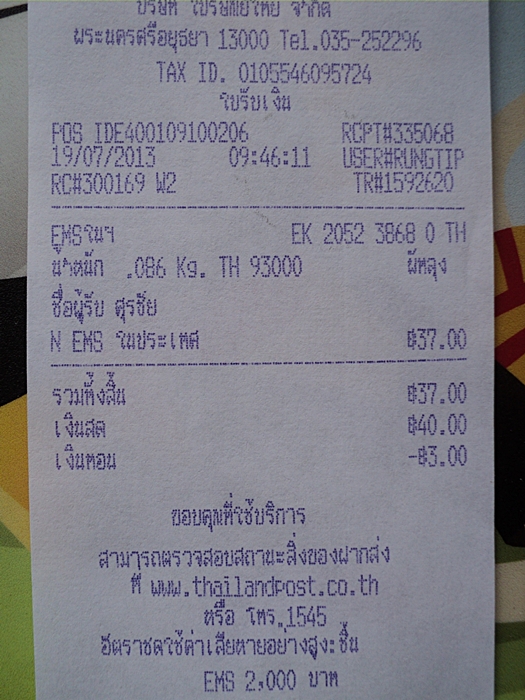 บริษัท ไปรษณีย์ไทย จำกัด
พระนครศรีอยุธยา 13000 Tel.035-252296
TAX ID. 0105546095724
ใบรับเงิน
POS IDE400109100206 RCPT#335068
19/07/2013 09:46:11 USER#RUNGTIP
RC#300169 W2 TR#1592620
EMSในฯ EK 2052 3868 0 TH
น้ำหนัก .086 Kg. TH 93000 พัทลุง
ชื่อผู้รับ สุรชัย
N EMS ในประเทศ ฿37.00
รวมทั้งสิ้น ฿37.00
เงินสด ฿40.00
เงินทอน -฿3.00
ขอบคุณที่ใช้บริการ
สามารถตรวจสอบสถานะสิ่งของฝากส่ง
ที่ www.thailandpost.co.th
หรือ โทร.1545
อัตราชดใช้ค่าเสียหายอย่างสูง:ชิ้น
EMS 2,000 บาท